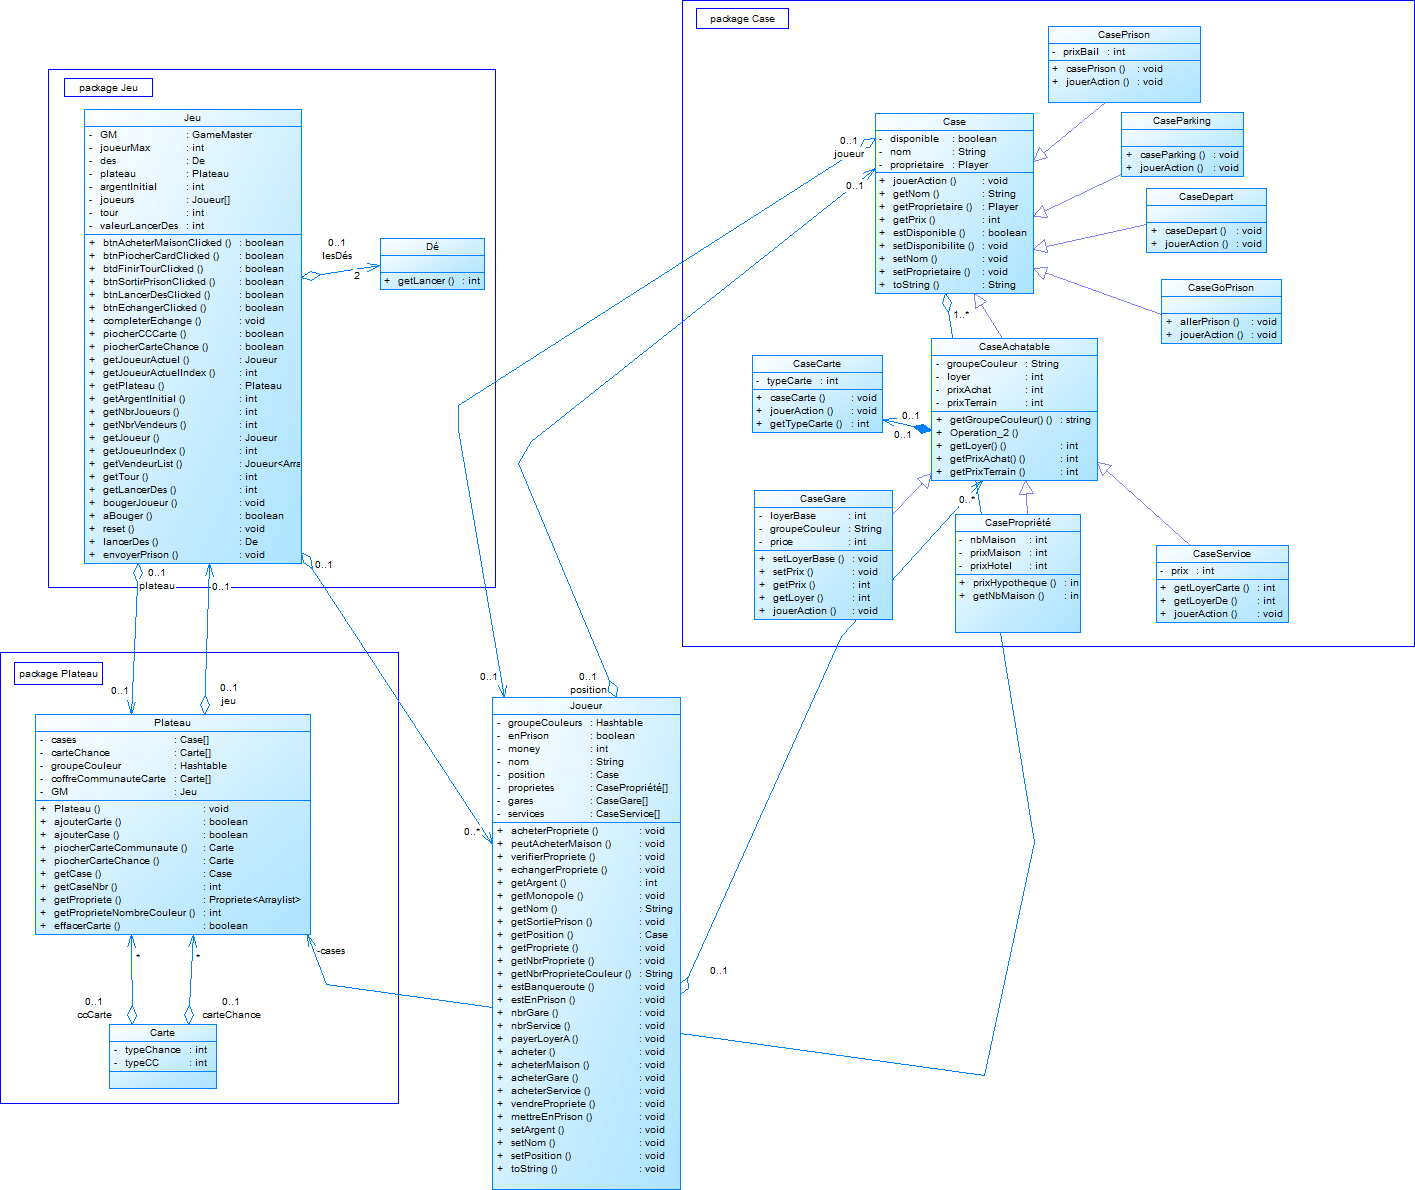 package Jeu
Jeu
- GM : GameMaster
- joueurMax : int
- des : De
- plateau : Plateau
- argentInitial : int
- joueurs : Joueur[]
- tour : int
- valeurLancerDes : int
+ btnAcheterMaisonClicked () : boolean
+ btnPiocherCardClicked () : boolean
+ btdFinirTourClicked () : boolean
+ btnSortirPrisonClicked () : boolean
+ btnLancerDesClicked () : boolean
+ btnEchangerClicked () : boolean
+ completerEchange () : void
+ piocherCCCarte () : boolean
+ piocherCarteChance () : boolean
+ getJoueurActuel () : Joueur
+ getJoueurActuelIndex () : int
+ getPlateau () : Plateau
+ getArgentInitial () : int
+ getNbrJoueurs () : int
+ getNbrVendeurs () : int
+ getJoueur () : Joueur
+ getJoueurIndex () : int
+ getVendeurList () : Joueur<Arra
+ getTour () : int
+ getLancerDes () : int
+ bougerJoueur () : void
+ aBouger () : boolean
+ reset () : void
+ lancerDes () : De
+ envoyerPrison () : void
0..1
lesDés
2
Dé
+ getLancer () : int
0..1
plateau
0..1
0..1
package Plateau
0..1
0..1
jeu
Plateau
- cases : Case[]
- carteChance : Carte[]
- groupeCouleur : Hashtable
- coffreCommunauteCarte : Carte[]
- GM : Jeu
+ Plateau () : void
+ ajouterCarte () : boolean
+ ajouterCase () : boolean
+ piocherCarteCommunaute () : Carte
+ piocherCarteChance () : Carte
+ getCase () : Case
+ getCaseNbr () : int
+ getPropriete () : Propriete<Arraylist>
+ getProprieteNombreCouleur () : int
+ effacerCarte () : boolean
*
*
-cases
0..1
ccCarte
0..1
carteChance
Carte
- typeChance : int
- typeCC : int
0..1
0..1
position
0..*
0..1
Joueur
- groupeCouleurs : Hashtable
- enPrison : boolean
- money : int
- nom : String
- position : Case
- proprietes : CasePropriété[]
- gares : CaseGare[]
- services : CaseService[]
+ acheterPropriete () : void
+ peutAcheterMaison () : void
+ verifierPropriete () : void
+ echangerPropriete () : void
+ getArgent () : int
+ getMonopole () : void
+ getNom () : String
+ getSortiePrison () : void
+ getPosition () : Case
+ getPropriete () : void
+ getNbrPropriete () : void
+ getNbrProprieteCouleur () : String
+ estBanqueroute () : void
+ estEnPrison () : void
+ nbrGare () : void
+ nbrService () : void
+ payerLoyerA () : void
+ acheter () : void
+ acheterMaison () : void
+ acheterGare () : void
+ acheterService () : void
+ vendrePropriete () : void
+ mettreEnPrison () : void
+ setArgent () : void
+ setNom () : void
+ setPosition () : void
+ toString () : void
package Case
0..1
joueur
0..1
Case
- disponible : boolean
- nom : String
- proprietaire : Player
+ jouerAction () : void
+ getNom () : String
+ getProprietaire () : Player
+ getPrix () : int
+ estDisponible () : boolean
+ setDisponibilite () : void
+ setNom () : void
+ setProprietaire () : void
+ toString () : String
1..*
CasePrison
- prixBail : int
+ casePrison () : void
+ jouerAction () : void
CaseParking
+ caseParking () : void
+ jouerAction () : void
CaseDepart
+ caseDepart () : void
+ jouerAction () : void
CaseGoPrison
+ allerPrison () : void
+ jouerAction () : void
CaseAchatable
- groupeCouleur : String
- loyer : int
- prixAchat : int
- prixTerrain : int
+ getGroupeCouleur() () : string
+ Operation_2 ()
+ getLoyer() () : int
+ getPrixAchat() () : int
+ getPrixTerrain () : int
CaseCarte
- typeCarte : int
+ caseCarte () : void
+ jouerAction () : void
+ getTypeCarte () : int
0..1
0..1
0..*
CaseGare
- loyerBase : int
- groupeCouleur : String
- price : int
+ setLoyerBase () : void
+ setPrix () : void
+ getPrix () : int
+ getLoyer () : int
+ jouerAction () : void
CasePropriété
- nbMaison : int
- prixMaison : int
- prixHotel : int
+ prixHypotheque () : in
+ getNbMaison () : in
CaseService
- prix : int
+ getLoyerCarte () : int
+ getLoyerDe () : int
+ jouerAction () : void